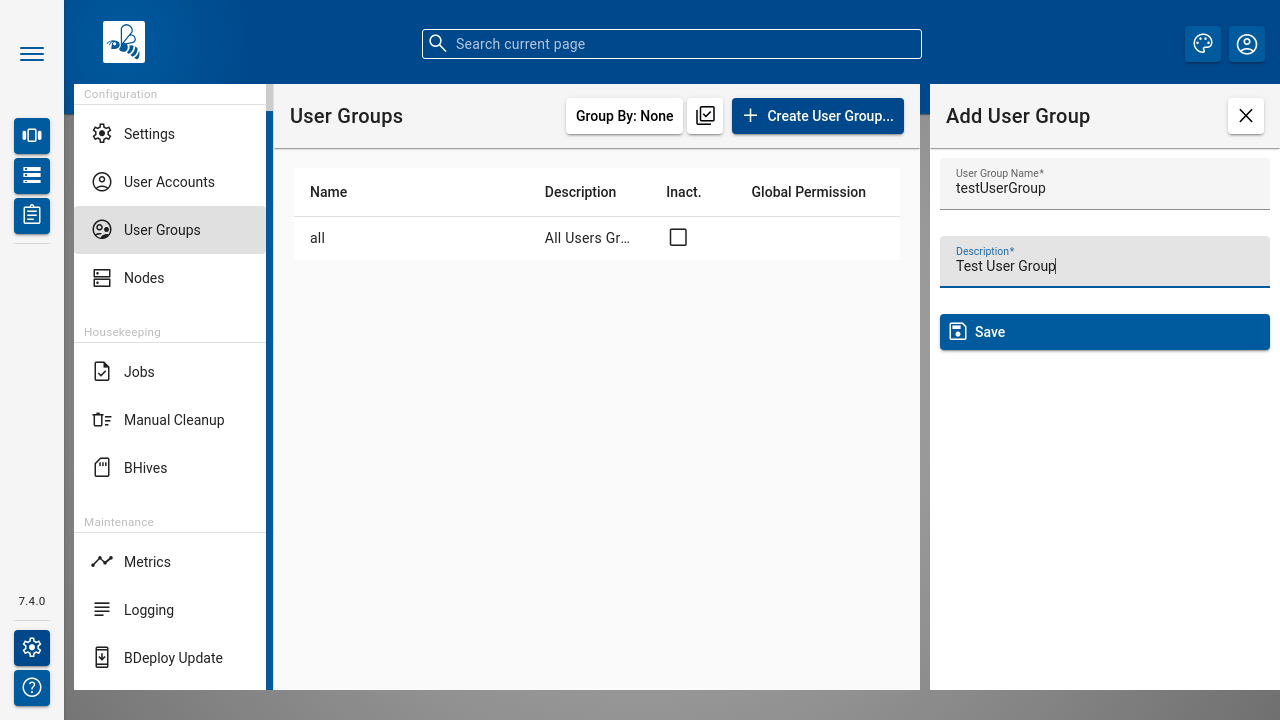 Search current page
Configuration
Settings
User Accounts
User Groups
Nodes
Housekeeping
Jobs
Manual Cleanup
BHives
Maintenance
Metrics
Logging
BDeploy Update
7.4.0
User Groups
Group By: None
Create User Group...
Name Description Inact. Global Permission
all All Users Gr...
Add User Group
User Group Name*
testUserGroup
Description*
Test User Group
Save